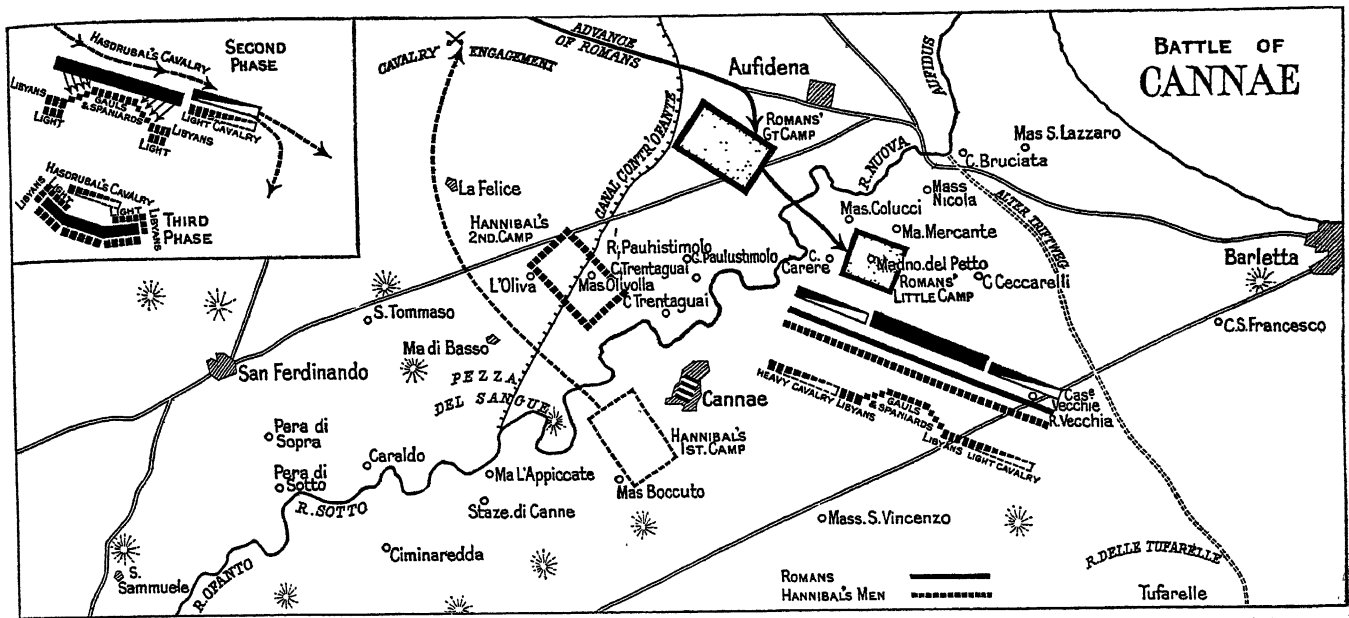 BATTLE OF
CANNAE
SECOND
PHASE
HASDRUBAL'S CAVALRY
LIBYANS
LIGHT
GAULS
& SPANIARDS
LIGHT CAVALRY
LIBYANS
LIGHT
HASDRUBAL'S CAVALRY
LIBYANS
LIGHT
LIGHT
LIBYANS
THIRD
PHASE
CAVALRY
ENGAGEMENT
ADVANCE
OF ROMANS
Aufidena
AUFIDUS
ROMANS'
GT CAMP
CANAL CONTR'OFANTE
R. NUOVA
C. Bruciata
Mas S. Lazzaro
Mass
Nicola
ALTER TRIFTWEG
La Felice
HANNIBAL'S
2ND. CAMP
Mas. Colucci
Ma. Mercante
R. Pauhistimolo
C. Paulustimolo
C. Trentaguai
C.
Carere
Madno. del Petto
ROMANS'
LITTLE CAMP
C Ceccarelli
Barletta
L'Oliva
Mas Olivolla
C Trentaguai
S. Tommaso
C.S. Francesco
Ma di Basso
San Ferdinando
PEZZA
DEL SANGUE
Cannae
HEAVY CAVALRY
LIBYANS
GAULS
& SPANIARDS
LIBYANS
LIGHT CAVALRY
Case
Vecchie
R. Vecchia
HANNIBAL'S
1ST. CAMP
Pera di
Sopra
Caraldo
Pera di
Sotto
R. SOTTO
Ma L'Appiccate
Mas Boccuto
Staze. di Canne
Mass. S. Vincenzo
Ciminaredda
S.
Sammuele
R. OFANTO
R. DELLE TUFARELLE
Tufarelle
ROMANS
HANNIBAL'S MEN